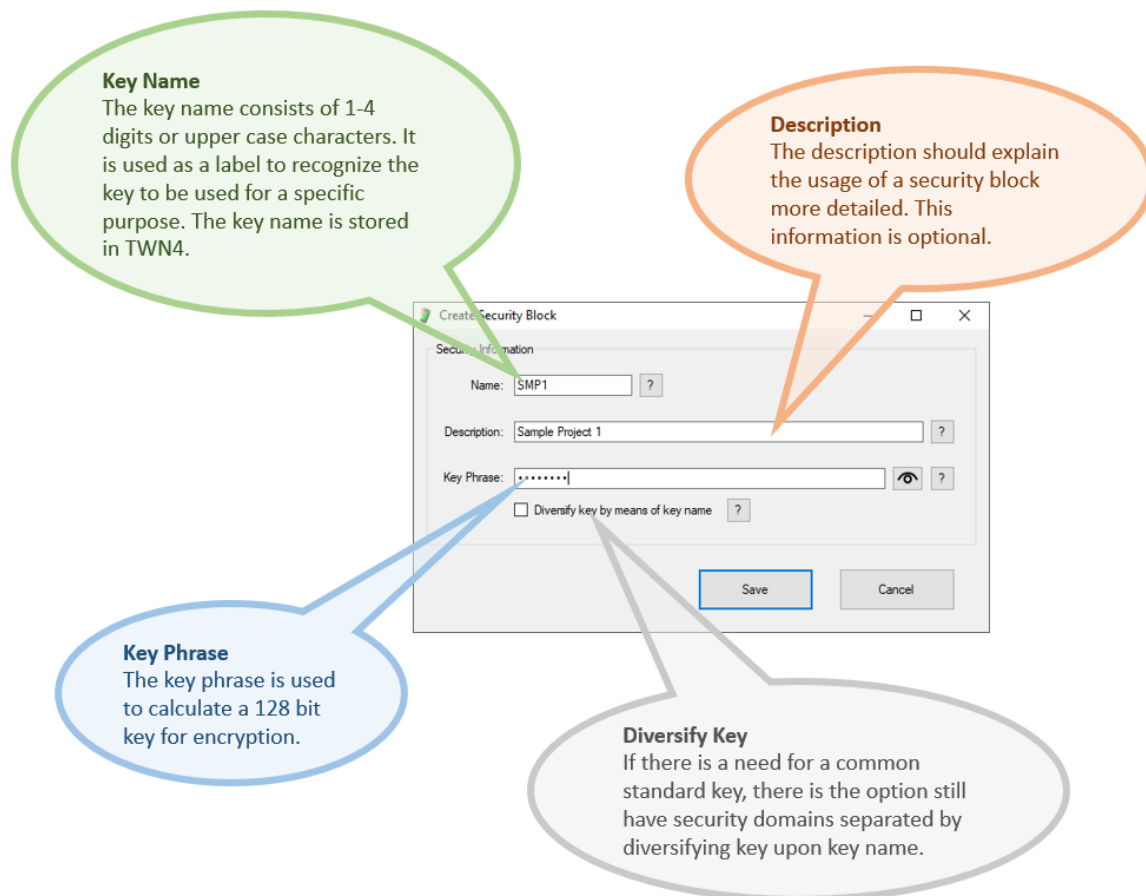 Key Name
The key name consists of 1-4
digits or upper case characters. It
is used as a label to recognize the
key to be used for a specific
purpose. The key name is stored
in TWN4.
Description
The description should explain
the usage of a security block
more detailed. This
information is optional.
Create Security Block
Security Information
Name: SMP1 ?
Description: Sample Project 1 ?
Key Phrase: •••••••• ?
Diversify key by means of key name ?
Save Cancel
Key Phrase
The key phrase is used
to calculate a 128 bit
key for encryption.
Diversify Key
If there is a need for a common
standard key, there is the option still
have security domains separated by
diversifying key upon key name.